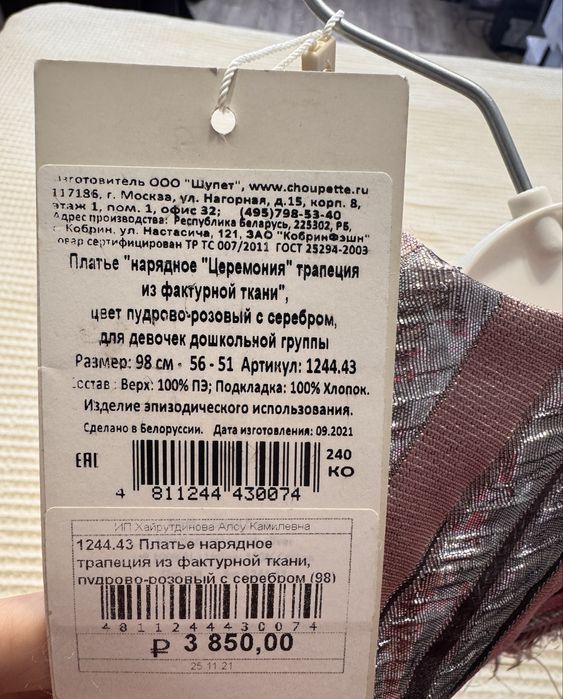 Изготовитель ООО "Шупет", www.choupette.ru
117186, г. Москва, ул. Нагорная, д.15, корп. 8,
этаж 1, пом. 1, офис 32; (495)798-53-40
Адрес производства: Республика Беларусь, 225302, РБ,
г. Кобрин, ул. Настасича, 121, ЗАО "КобринФэшн"
овар сертифицирован ТР ТС 007/2011 ГОСТ 25294-2003
Платье "нарядное "Церемония" трапеция
из фактурной ткани",
цвет пудрово-розовый с серебром,
для девочек дошкольной группы
Размер: 98 см - 56 - 51 Артикул: 1244.43
Состав : Верх: 100% ПЭ; Подкладка: 100% Хлопок.
Изделие эпизодического использования.
Сделано в Белоруссии. Дата изготовления: 09.2021
EAC
240
КО
4 811244 430074
ИП Хайрутдинова Алсу Камилевна
1244.43 Платье нарядное
трапеция из фактурной ткани,
пудрово-розовый с серебром (98)
4811244430074
₽ 3 850,00
25.11.21